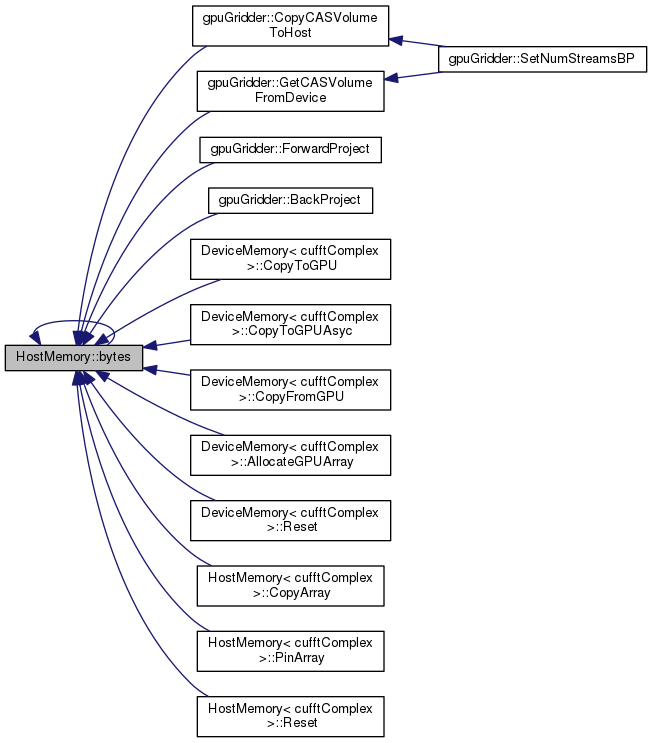 gpuGridder::CopyCASVolume
ToHost
gpuGridder::SetNumStreamsBP
gpuGridder::GetCASVolume
FromDevice
gpuGridder::ForwardProject
gpuGridder::BackProject
DeviceMemory< cufftComplex
>::CopyToGPU
DeviceMemory< cufftComplex
>::CopyToGPUAsyc
HostMemory::bytes
DeviceMemory< cufftComplex
>::CopyFromGPU
DeviceMemory< cufftComplex
>::AllocateGPUArray
DeviceMemory< cufftComplex
>::Reset
HostMemory< cufftComplex
>::CopyArray
HostMemory< cufftComplex
>::PinArray
HostMemory< cufftComplex
>::Reset